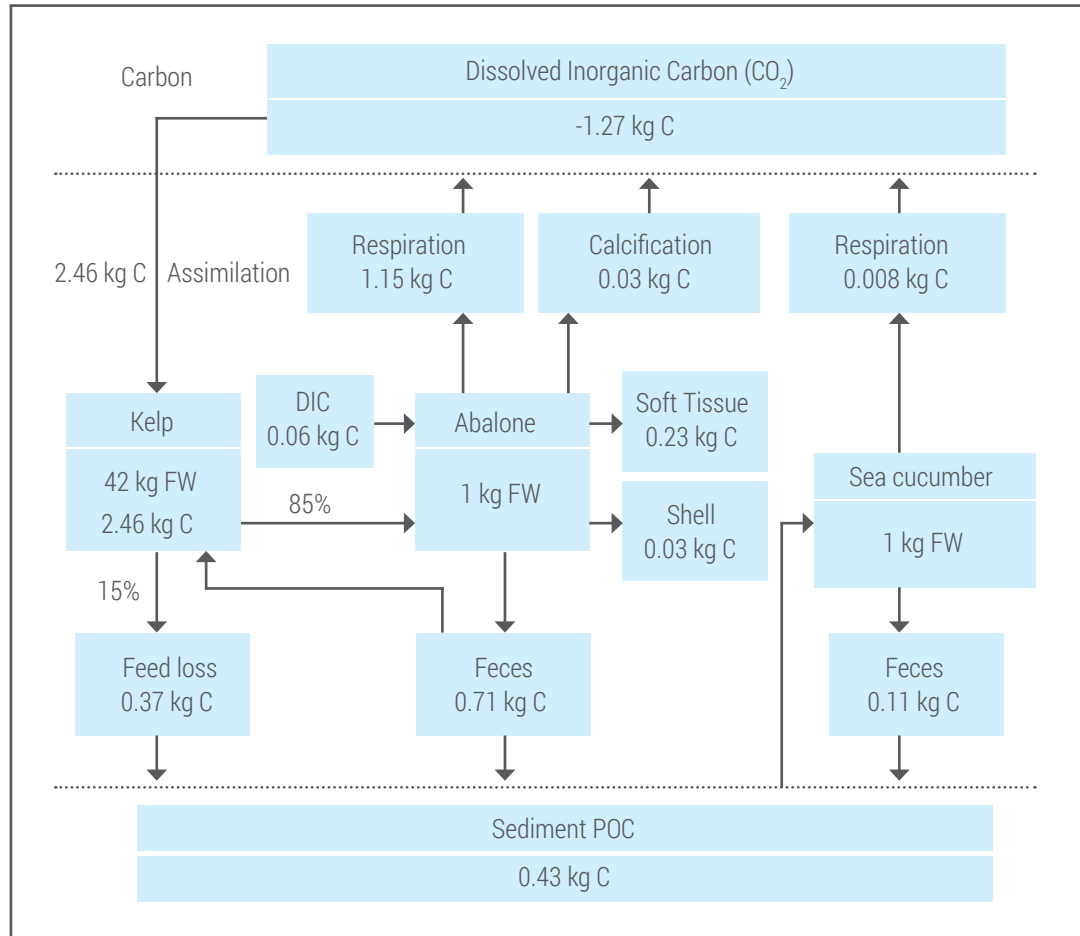 Carbon
Dissolved Inorganic Carbon (CO₂)
-1.27 kg C
2.46 kg C
Assimilation
Respiration
1.15 kg C
Calcification
0.03 kg C
Respiration
0.008 kg C
Kelp
42 kg FW
2.46 kg C
DIC
0.06 kg C
Abalone
1 kg FW
Soft Tissue
0.23 kg C
Shell
0.03 kg C
Sea cucumber
1 kg FW
85%
15%
Feed loss
0.37 kg C
Feces
0.71 kg C
Feces
0.11 kg C
Sediment POC
0.43 kg C